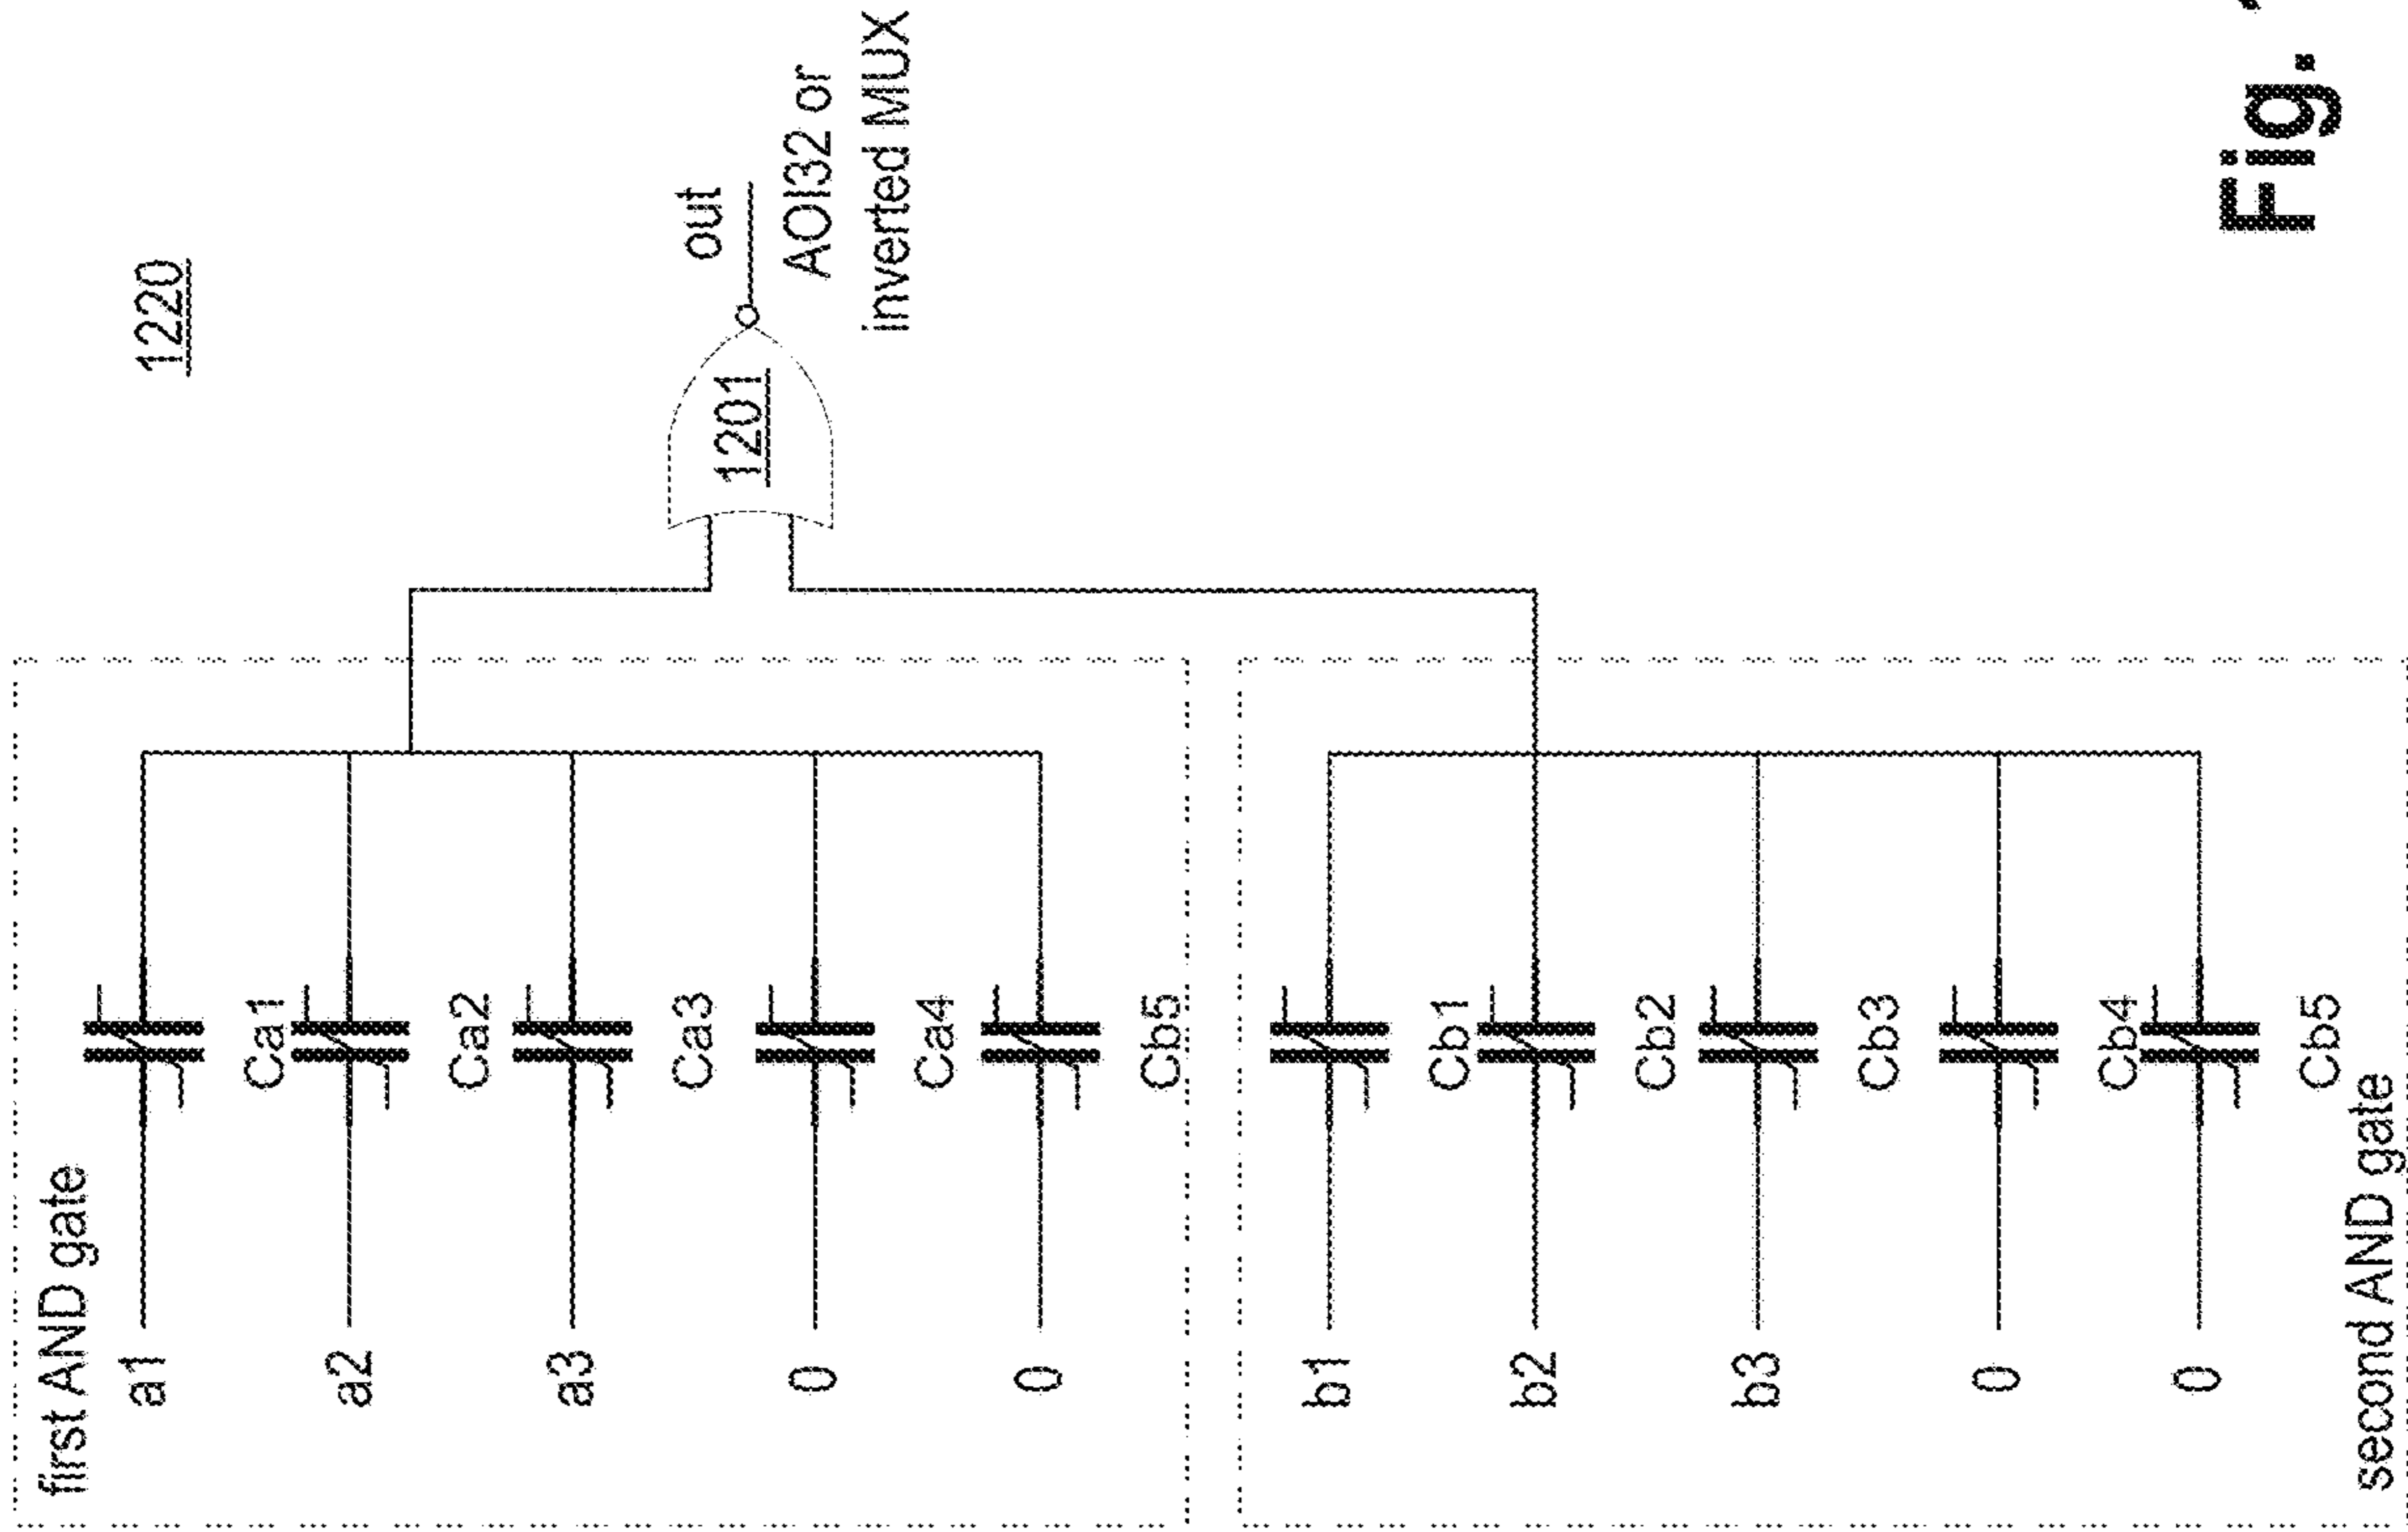 first AND gate
1220
a1
Ca1
a2
Ca2
a3
Ca3
out
1201
AOI32 or
inverted MUX
0
Ca4
0
Cb5
b1
Cb1
b2
Cb2
b3
Cb3
0
Cb4
0
Cb5
second AND gate
Fig.